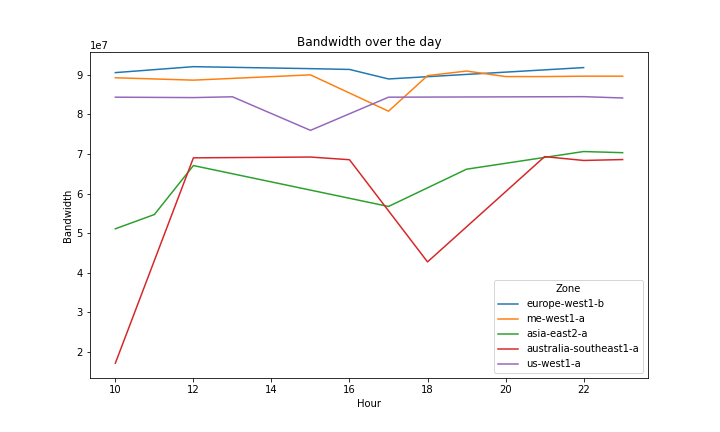 Bandwidth over the day
1e7
9
8
7
6
5
4
3
2
Bandwidth
10 12 14 16 18 20 22
Hour
Zone
europe-west1-b
me-west1-a
asia-east2-a
australia-southeast1-a
us-west1-a